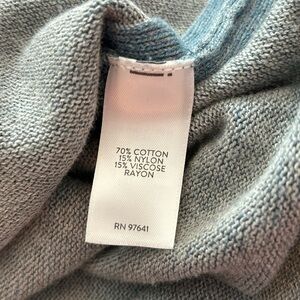 70% COTTON
15% NYLON
15% VISCOSE
RAYON
RN 97641